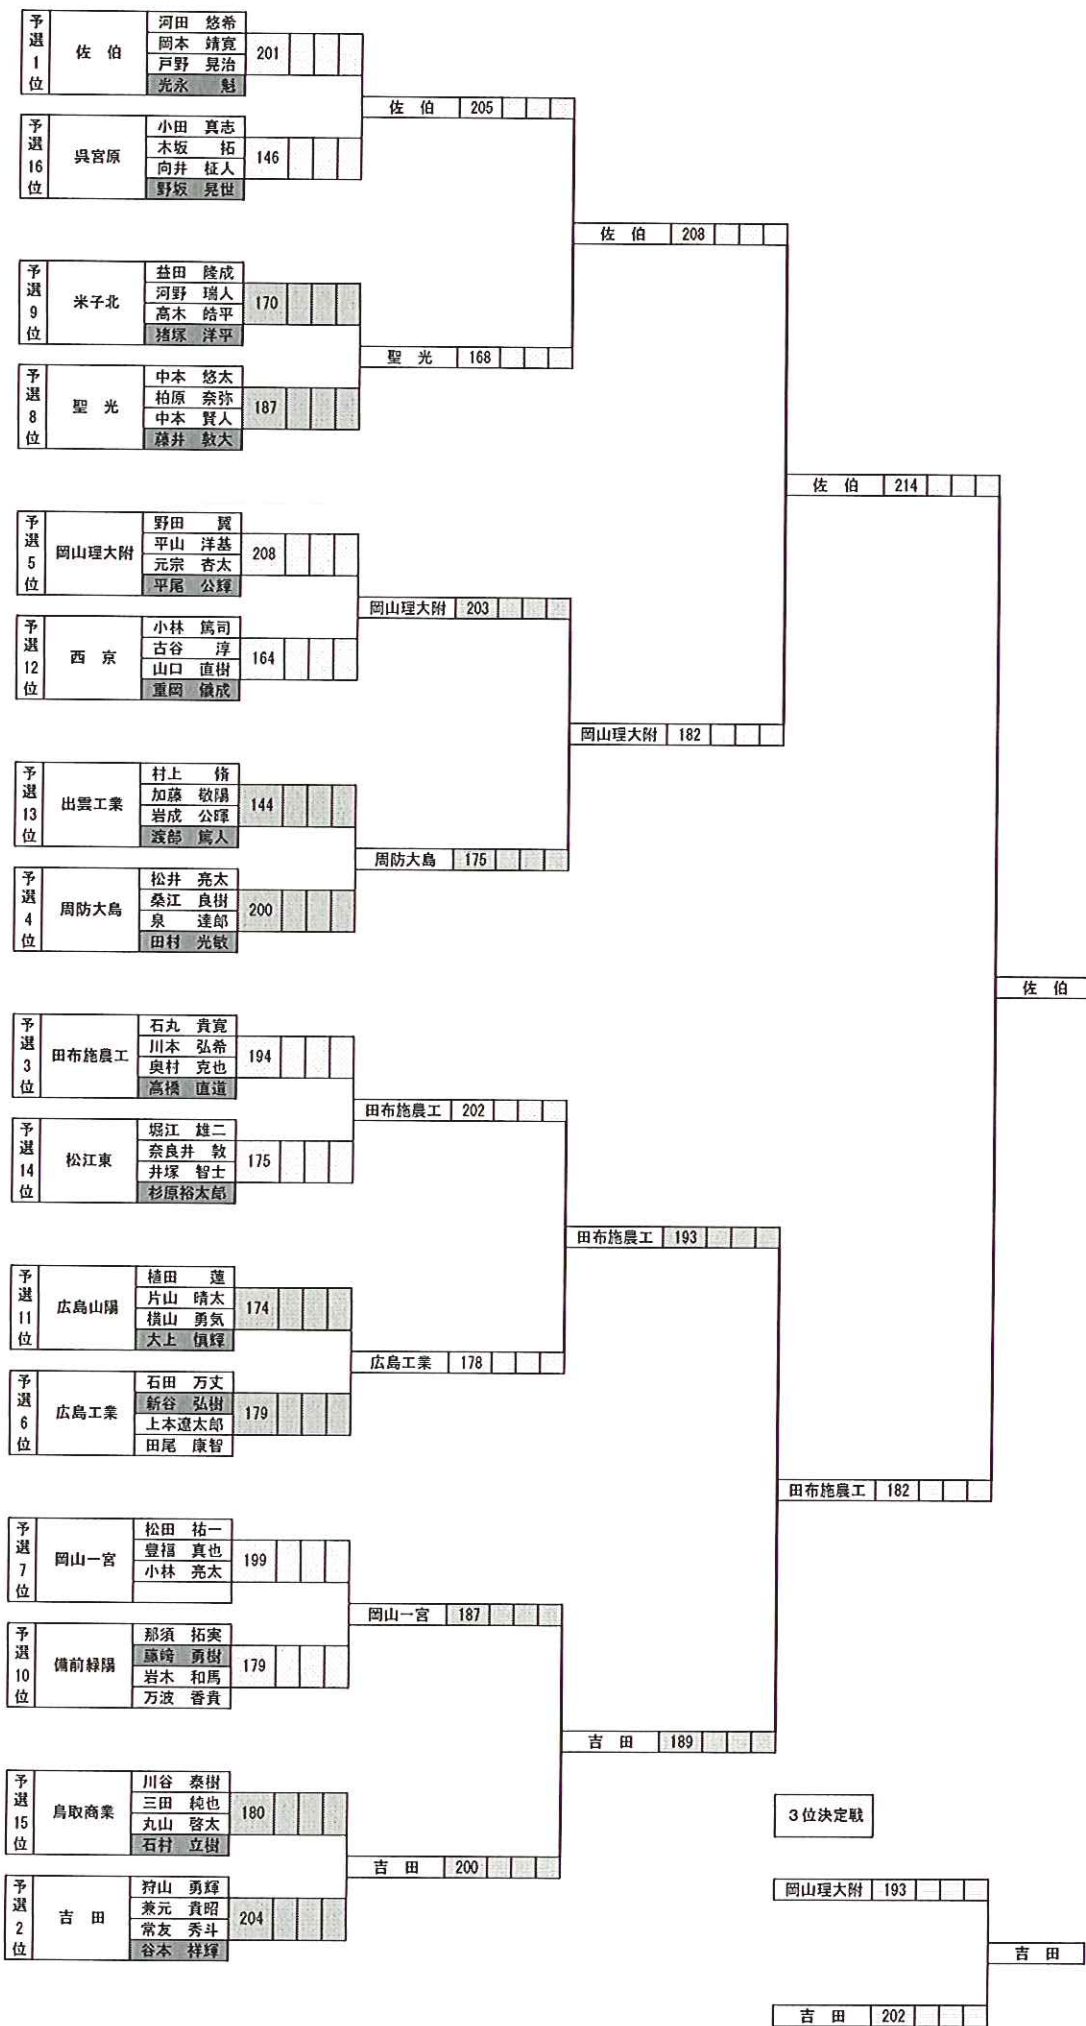 予選1位 佐伯
河田 悠希
岡本 靖寛
戸野 晃治
光永 魁
201
予選16位 呉宮原
小田 真志
木坂 拓
向井 柾人
野坂 晃世
146
佐伯 205
予選9位 米子北
益田 隆成
河野 瑞人
高木 皓平
猪塚 洋平
170
予選8位 聖光
中本 悠太
柏原 奈弥
中本 賢人
藤井 敦大
187
聖光 168
佐伯 208
予選5位 岡山理大附
野田 翼
平山 洋基
元宗 杏太
平尾 公輝
208
予選12位 西京
小林 篤司
古谷 淳
山口 直樹
重岡 儀成
164
岡山理大附 203
予選13位 出雲工業
村上 脩
加藤 敬陽
岩成 公暉
渡部 篤人
144
予選4位 周防大島
松井 亮太
桑江 良樹
泉 達郎
田村 光敏
200
周防大島 175
岡山理大附 182
佐伯 214
予選3位 田布施農工
石丸 貴寛
川本 弘希
奥村 克也
高橋 直道
194
予選14位 松江東
堀江 雄二
奈良井 敦
井塚 智士
杉原裕太郎
175
田布施農工 202
予選11位 広島山陽
植田 蓮
片山 晴太
横山 勇気
大上 慎輝
174
予選6位 広島工業
石田 万丈
新谷 弘樹
上本遼太郎
田尾 康智
179
広島工業 178
田布施農工 193
予選7位 岡山一宮
松田 祐一
豊福 真也
小林 亮太
199
予選10位 備前緑陽
那須 拓実
藤﨑 勇樹
岩木 和馬
万波 香貴
179
岡山一宮 187
予選15位 鳥取商業
川谷 泰樹
三田 純也
丸山 啓太
石村 立樹
180
予選2位 吉田
狩山 勇輝
兼元 貴昭
常友 秀斗
谷本 祥輝
204
吉田 200
吉田 189
田布施農工 182
佐伯
3位決定戦
岡山理大附 193
吉田 202
吉田